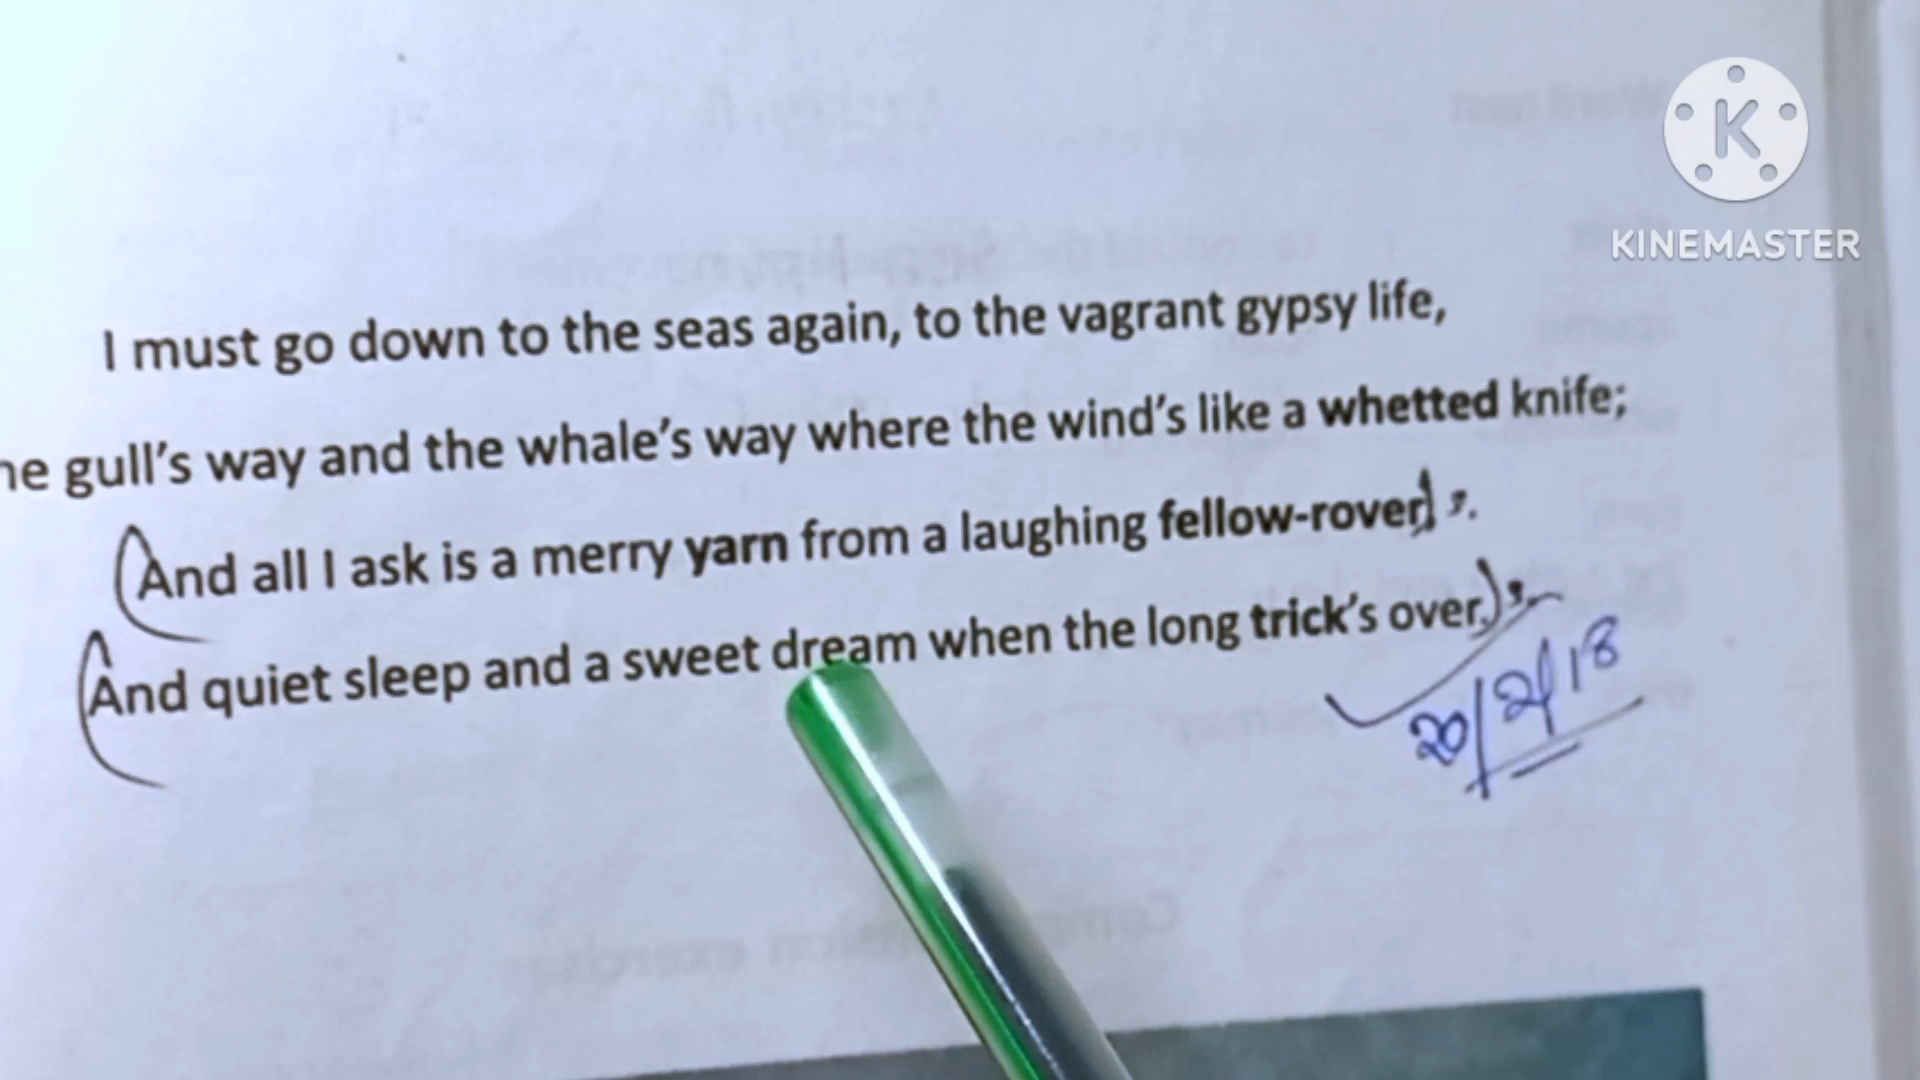 K
KINEMASTER
I must go down to the seas again, to the vagrant gypsy life,
he gull's way and the whale's way where the wind's like a whetted knife;
And all I ask is a merry yarn from a laughing fellow-rover,
And quiet sleep and a sweet dream when the long trick's over.
20/2/18